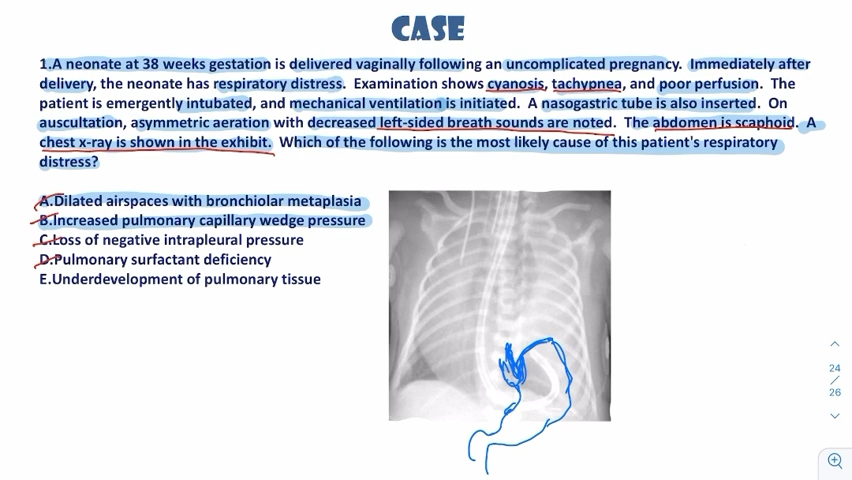 CASE
1.A neonate at 38 weeks gestation is delivered vaginally following an uncomplicated pregnancy. Immediately after
delivery, the neonate has respiratory distress. Examination shows cyanosis, tachypnea, and poor perfusion. The
patient is emergently intubated, and mechanical ventilation is initiated. A nasogastric tube is also inserted. On
auscultation, asymmetric aeration with decreased left-sided breath sounds are noted. The abdomen is scaphoid. A
chest x-ray is shown in the exhibit. Which of the following is the most likely cause of this patient's respiratory
distress?
A.Dilated airspaces with bronchiolar metaplasia
B.Increased pulmonary capillary wedge pressure
C.Loss of negative intrapleural pressure
D.Pulmonary surfactant deficiency
E.Underdevelopment of pulmonary tissue
24
/
26